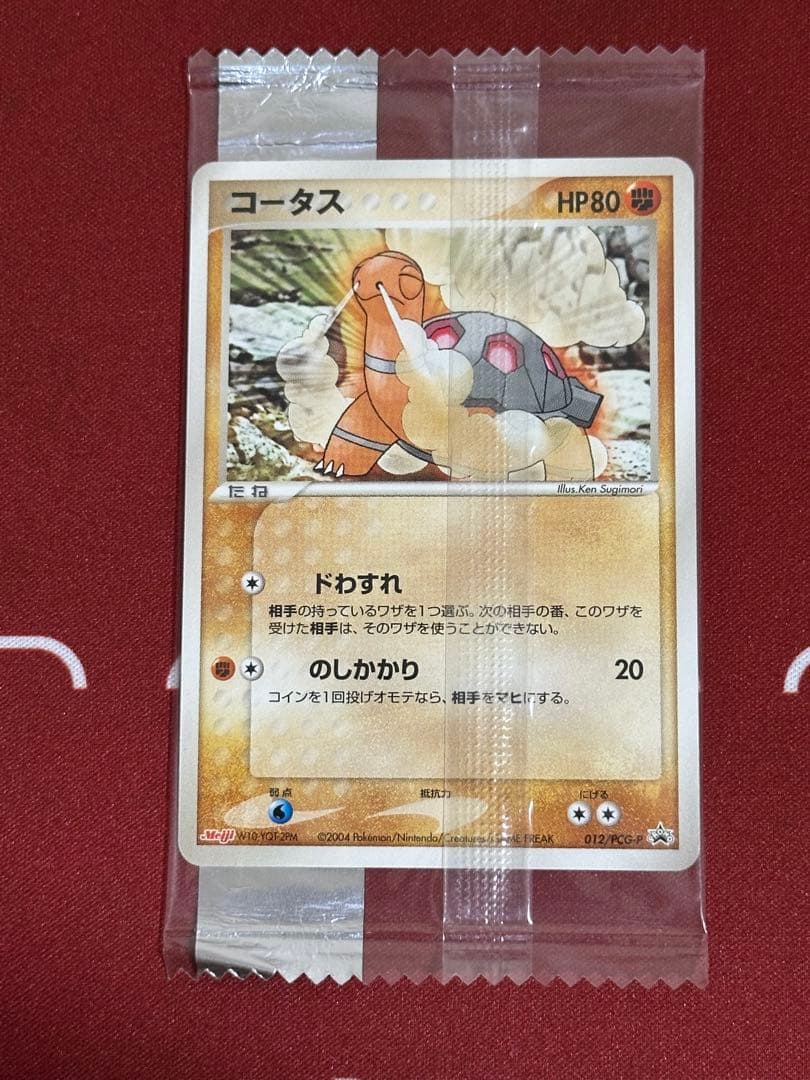 コータス
HP80
たね
Illus.Ken Sugimori
ドわすれ
相手の持っているワザを1つ選ぶ。次の相手の番、このワザを
受けた相手は、そのワザを使うことができない。
のしかかり 20
コインを1回投げオモテなら、相手をマヒにする。
弱点 抵抗力 にげる
Meiji W10-YQT-2PM ©2004 Pokémon/Nintendo/Creatures/GAME FREAK 012/PCG-P